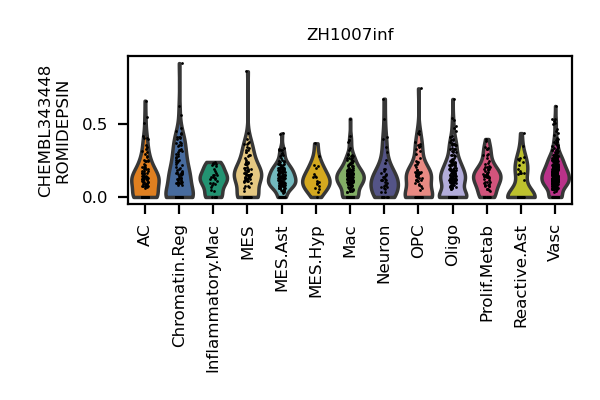 ZH1007inf
CHEMBL343448
ROMIDEPSIN
0.5
0.0
AC
Chromatin.Reg
Inflammatory.Mac
MES
MES.Ast
MES.Hyp
Mac
Neuron
OPC
Oligo
Prolif.Metab
Reactive.Ast
Vasc